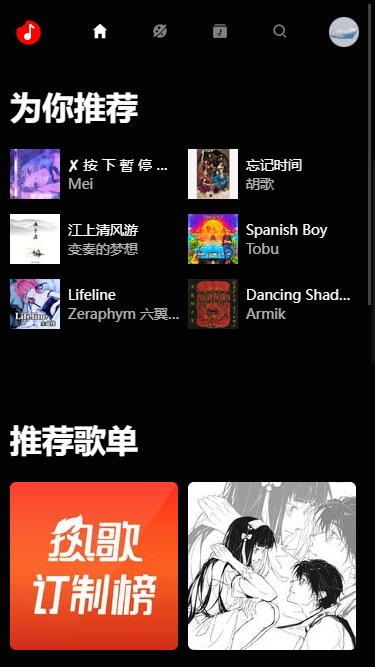 为你推荐
✘ 按 下 暫 停 ...
Mei
忘记时间
胡歌
江上清风游
变奏的梦想
Spanish Boy
Tobu
Lifeline
Zeraphym 六翼...
Dancing Shad...
Armik
Lifeline
推荐歌单
热歌
订制榜